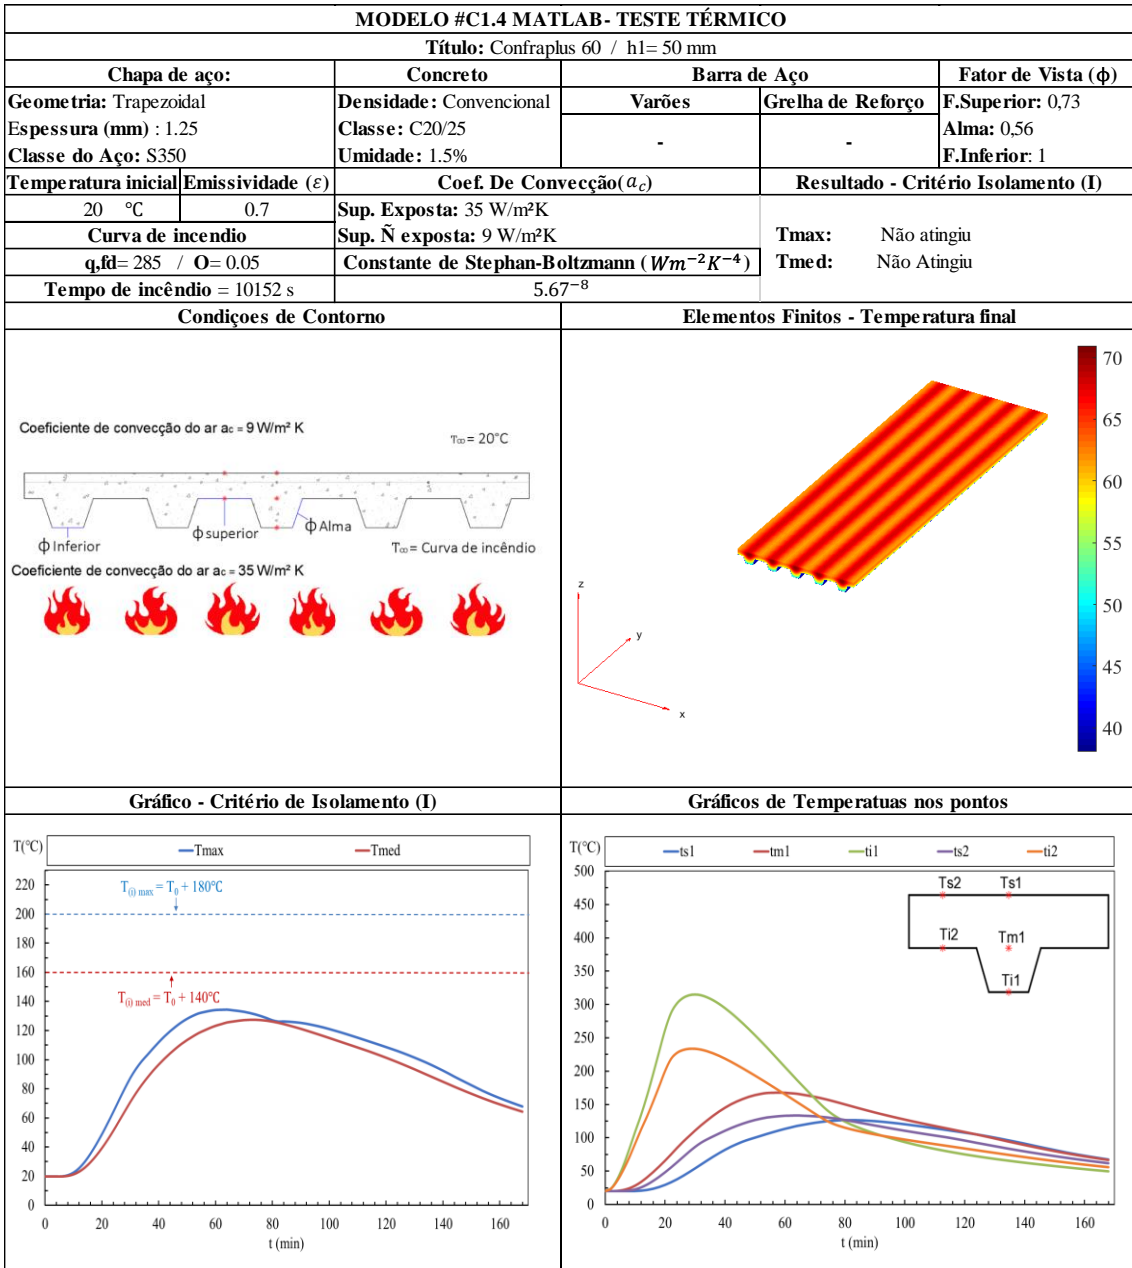 MODELO #C1.4 MATLAB- TESTE TÉRMICO
Título: Confraplus 60 / h1= 50 mm
Chapa de aço:
Concreto
Barra de Aço
Fator de Vista (ϕ)
Geometria: Trapezoidal
Densidade: Convencional
Varões
Grelha de Reforço
F.Superior: 0,73
Espessura (mm) : 1.25
Classe: C20/25
-
-
Alma: 0,56
Classe do Aço: S350
Umidade: 1.5%
F.Inferior: 1
Temperatura inicial
Emissividade (ε)
Coef. De Convecção(a_c)
Resultado - Critério Isolamento (I)
20 °C
0.7
Sup. Exposta: 35 W/m²K
Curva de incendio
Sup. Ñ exposta: 9 W/m²K
Tmax: Não atingiu
q,fd= 285 / O= 0.05
Constante de Stephan-Boltzmann (Wm⁻²K⁻⁴)
Tmed: Não Atingiu
Tempo de incêndio = 10152 s
5.67⁻⁸
Condiçoes de Contorno
Elementos Finitos - Temperatura final
Coeficiente de convecção do ar ac = 9 W/m² K
T∞ = 20°C
ϕ Inferior
ϕ superior
ϕ Alma
T∞ = Curva de incêndio
Coeficiente de convecção do ar ac = 35 W/m² K
z
y
x
70
65
60
55
50
45
40
Gráfico - Critério de Isolamento (I)
Gráficos de Temperatuas nos pontos
T(°C)
Tmax
Tmed
220
200
180
160
140
120
100
80
60
40
20
0
T(i) max = T0 + 180°C
T(i) med = T0 + 140°C
0 20 40 60 80 100 120 140 160
t (min)
T(°C)
ts1
tm1
ti1
ts2
ti2
500
450
400
350
300
250
200
150
100
50
0
Ts2
Ts1
Ti2
Tm1
Ti1
0 20 40 60 80 100 120 140 160
t (min)